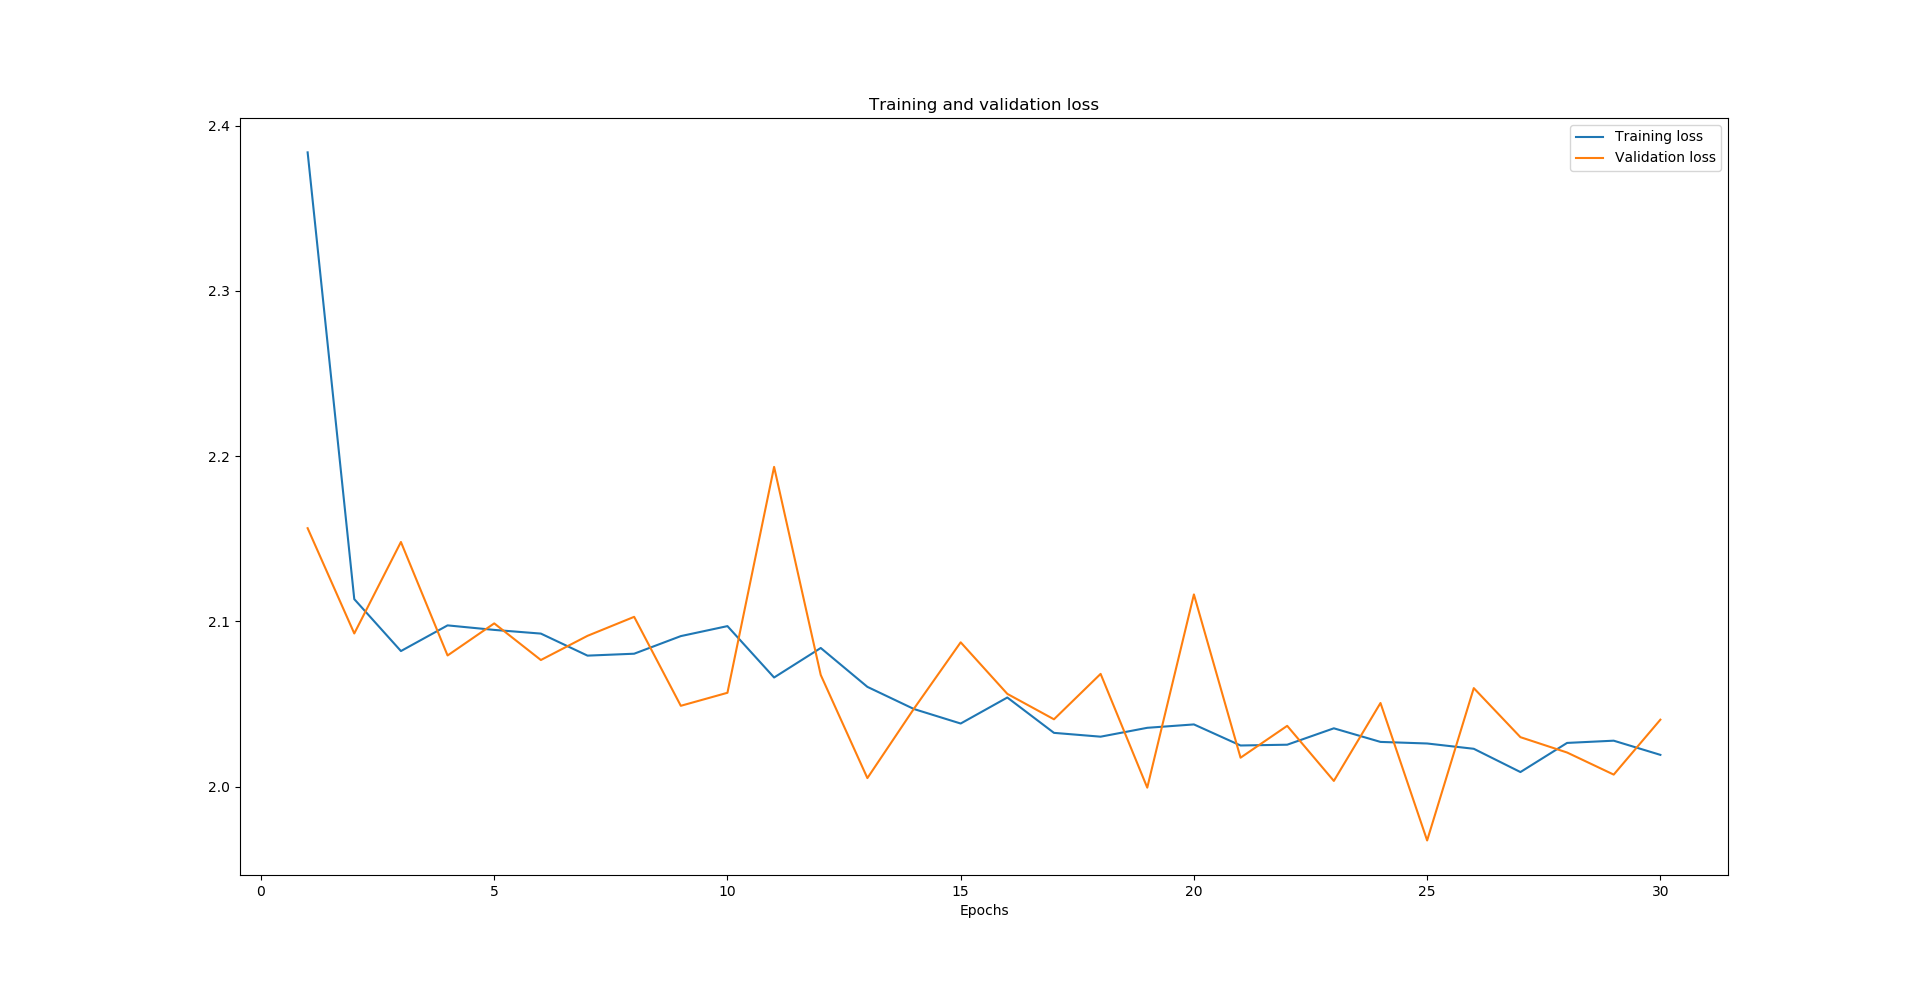 Training and validation loss
Training loss
Validation loss
2.4
2.3
2.2
2.1
2.0
0 5 10 15 20 25 30
Epochs